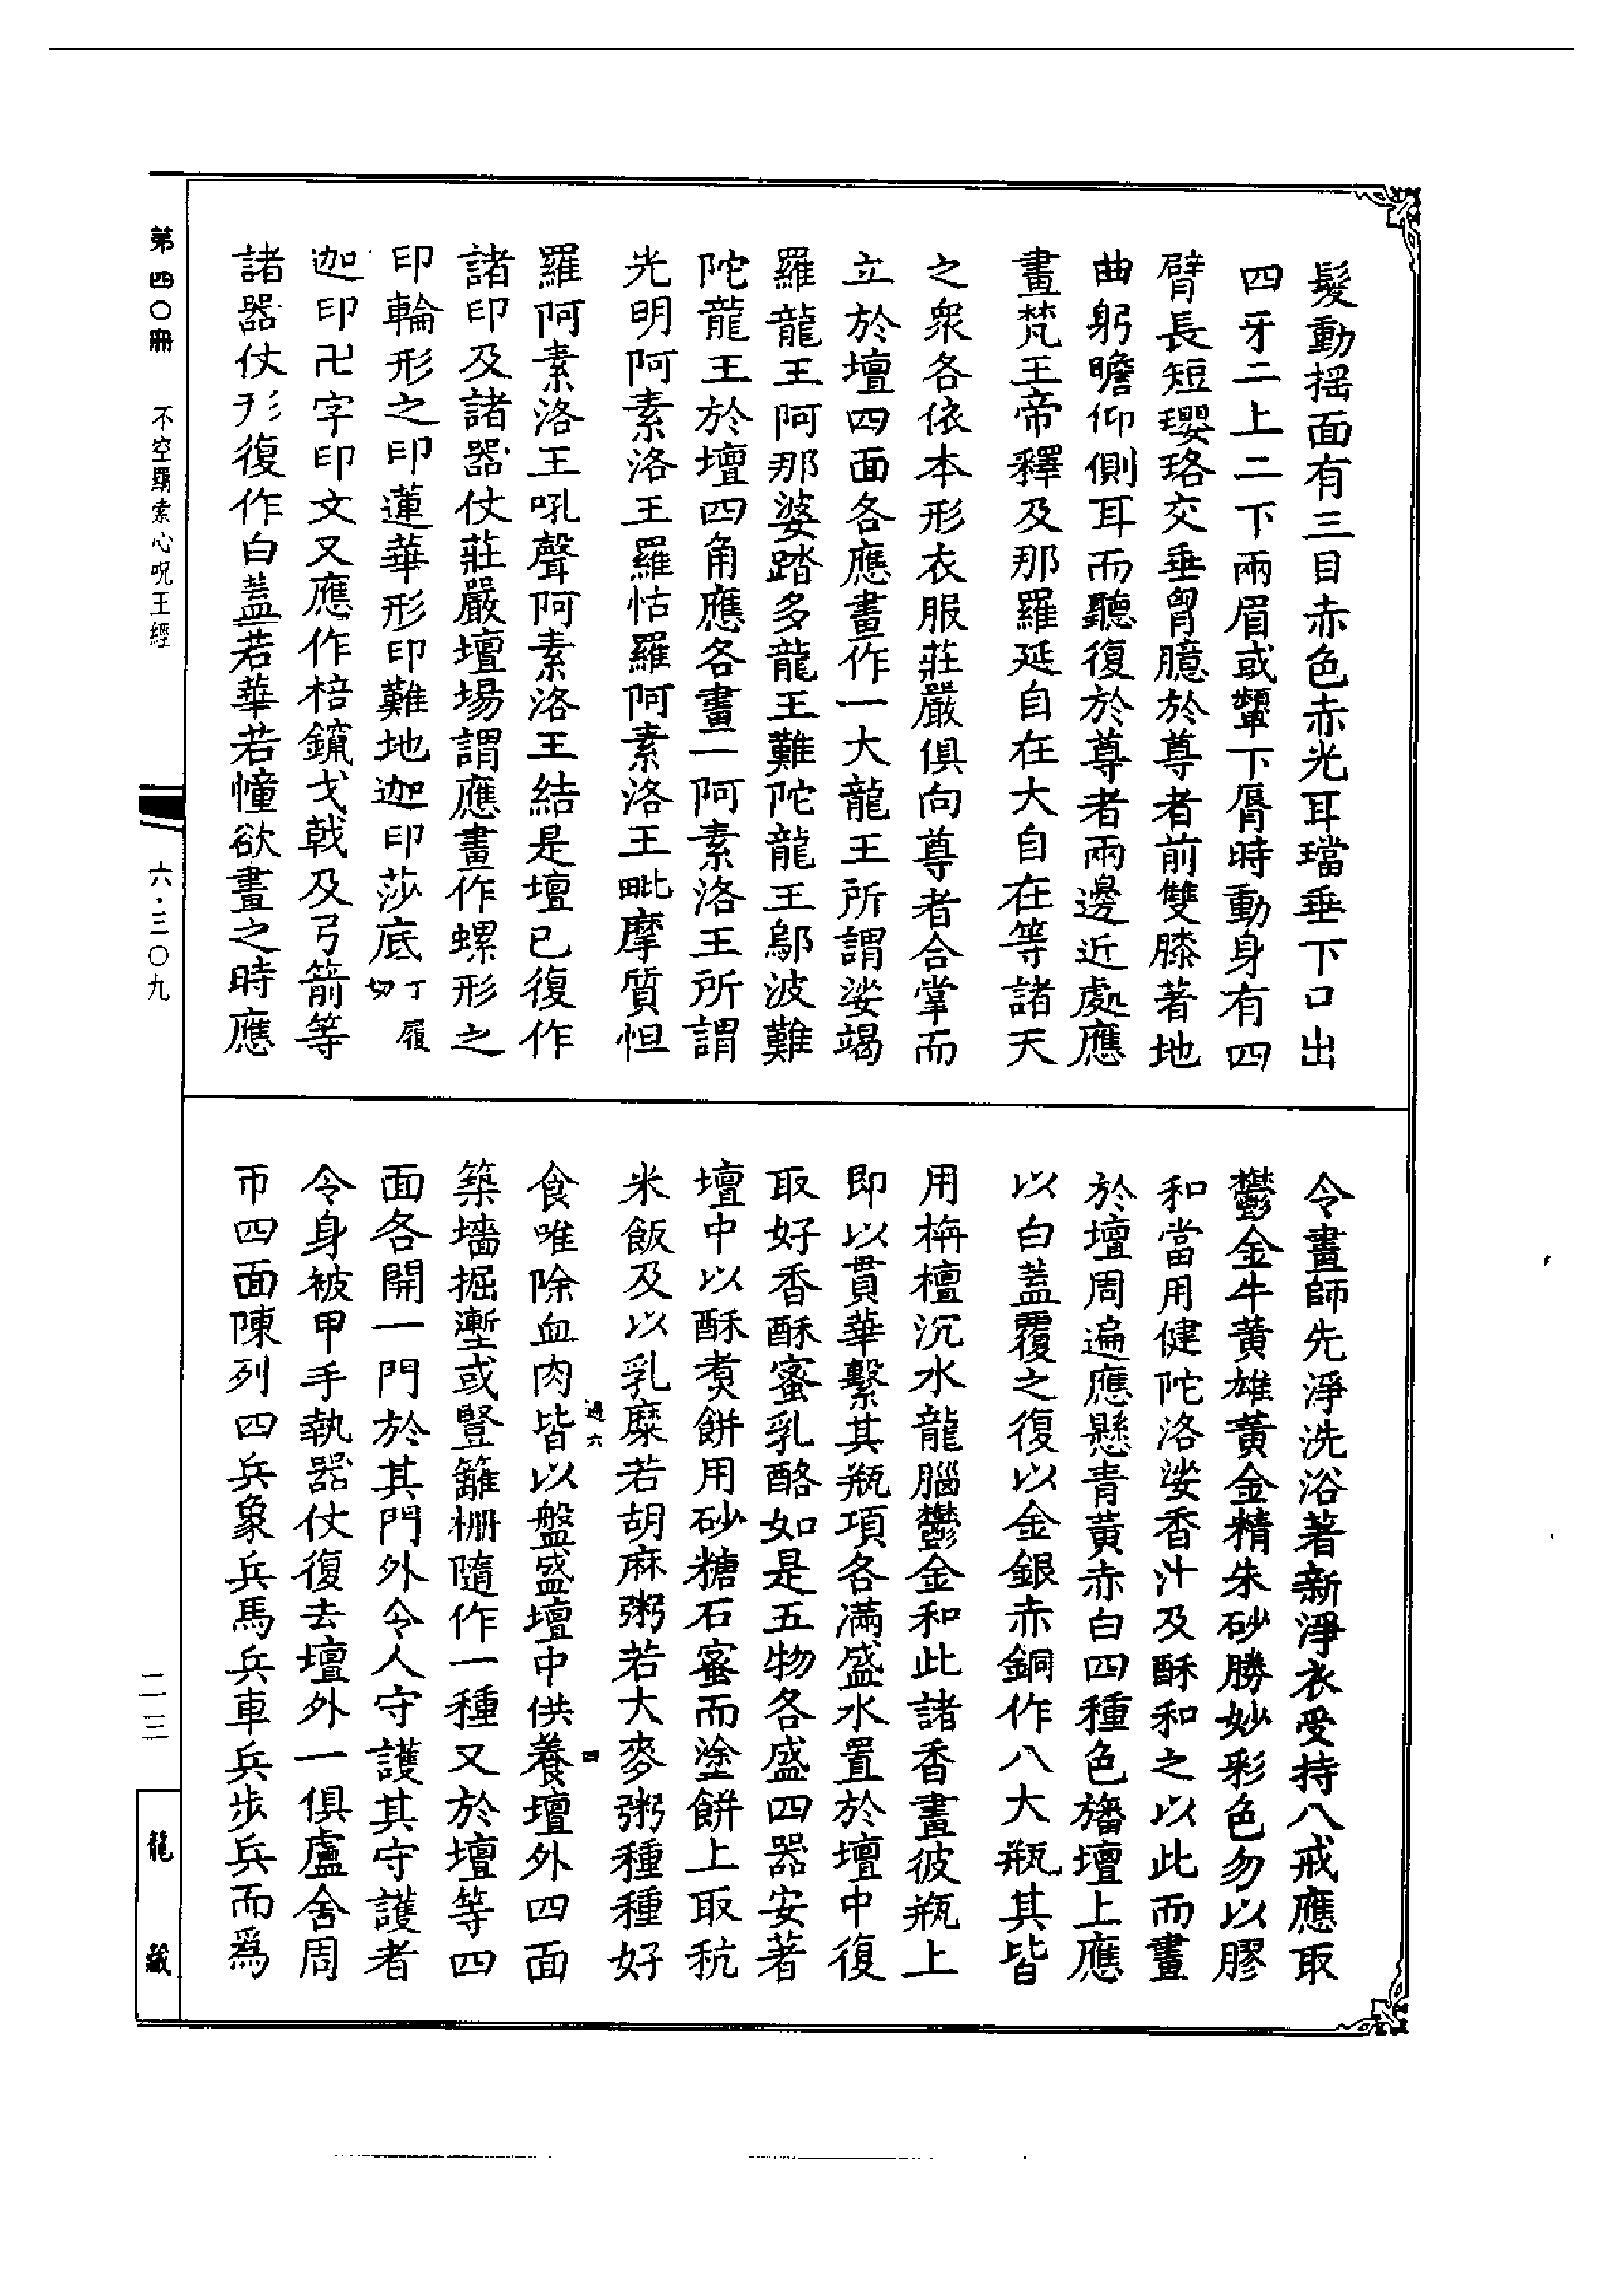 髮動搖面有三目赤色赤光耳璫垂下口出
四牙二上二下兩眉或顰下脣時動身有四
臂長短瓔珞交垂胷臆於尊者前雙膝著地
曲躬瞻仰側耳而聽復於尊者兩邊近處應
畫梵王帝釋及那羅延自在大自在等諸天
之衆各依本形衣服莊嚴俱向尊者合掌而
立於壇四面各應畫作一大龍王所謂娑竭
羅龍王阿那婆踏多龍王難陀龍王鄔波難
陀龍王於壇四角應各畫一阿素洛王所謂
光明阿素洛王羅怙羅阿素洛王毗摩質怛
羅阿素洛王吼聲阿素洛王結是壇已復作
諸印及諸器仗莊嚴壇場謂應畫作螺形之
印輪形之印蓮華形印難地迦印莎底丁履切
迦印卍字印文又應作棓鑹戈戟及弓箭等
諸器仗形復作白蓋若華若幢欲畫之時應
令畫師先淨洗浴著新淨衣受持八戒應取
鬱金牛黃雄黃金精朱砂勝妙彩色勿以膠
和當用健陀洛娑香汁及酥和之以此而畫
於壇周遍應懸青黃赤白四種色旛壇上應
以白蓋覆之復以金銀赤銅作八大瓶其皆
用栴檀沉水龍腦鬱金和此諸香畫彼瓶上
即以貫華繫其瓶項各滿盛水置於壇中復
取好香酥蜜乳酪如是五物各盛四器安著
壇中以酥煑餅用砂糖石蜜而塗餅上取秔
米飯及以乳糜若胡麻粥若大麥粥種種好
食唯除血肉皆以盤盛壇中供養壇外四面
築墻掘塹或豎籬栅隨作一種又於壇等四
面各開一門於其門外令人守護其守護者
令身被甲手執器仗復去壇外一俱盧舍周
帀四面陳列四兵象兵馬兵車兵步兵而爲
六
四
第四〇冊
不空羂索心呪王經
六·三〇九
二三
龍藏